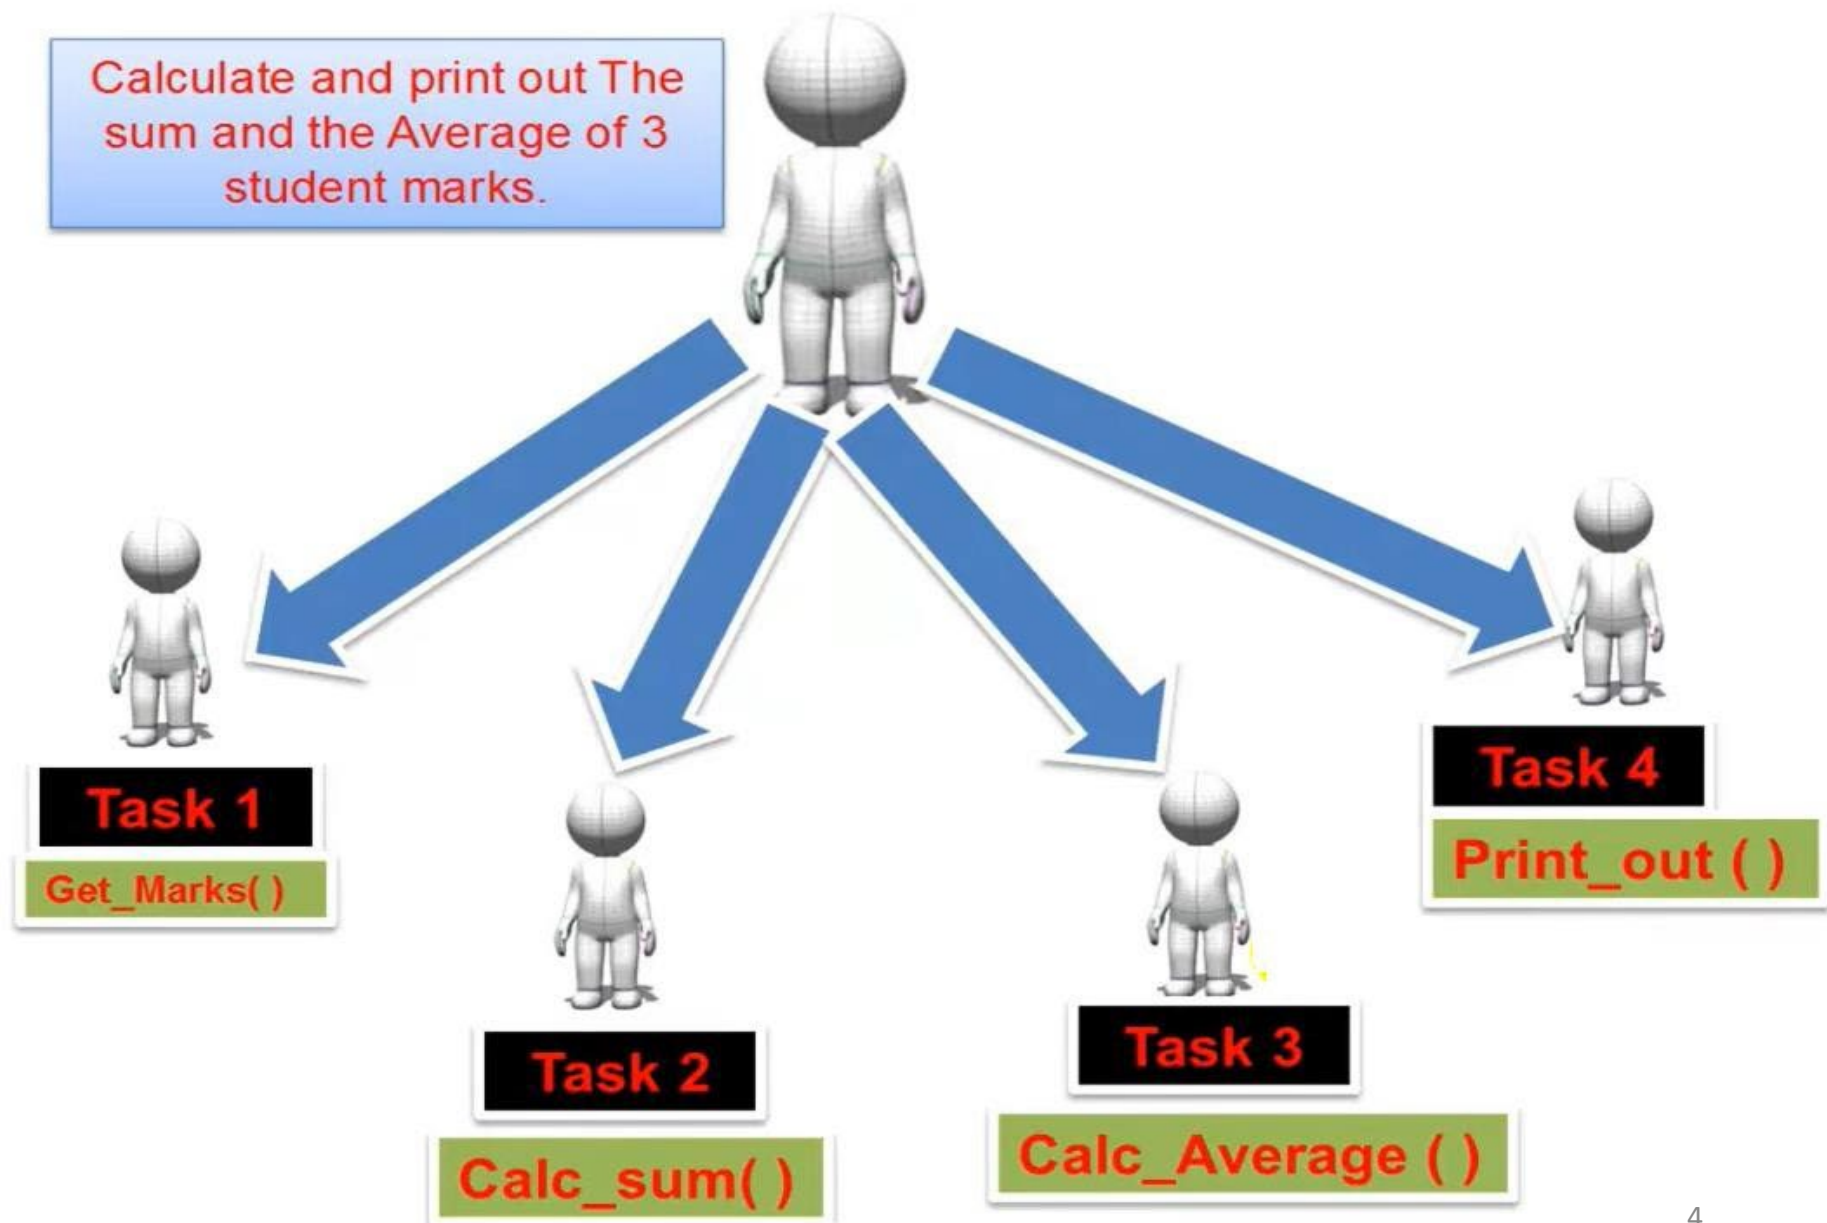 Calculate and print out The
sum and the Average of 3
student marks.
Task 1
Get_Marks( )
Task 2
Calc_sum( )
Task 3
Calc_Average ( )
Task 4
Print_out ( )
4